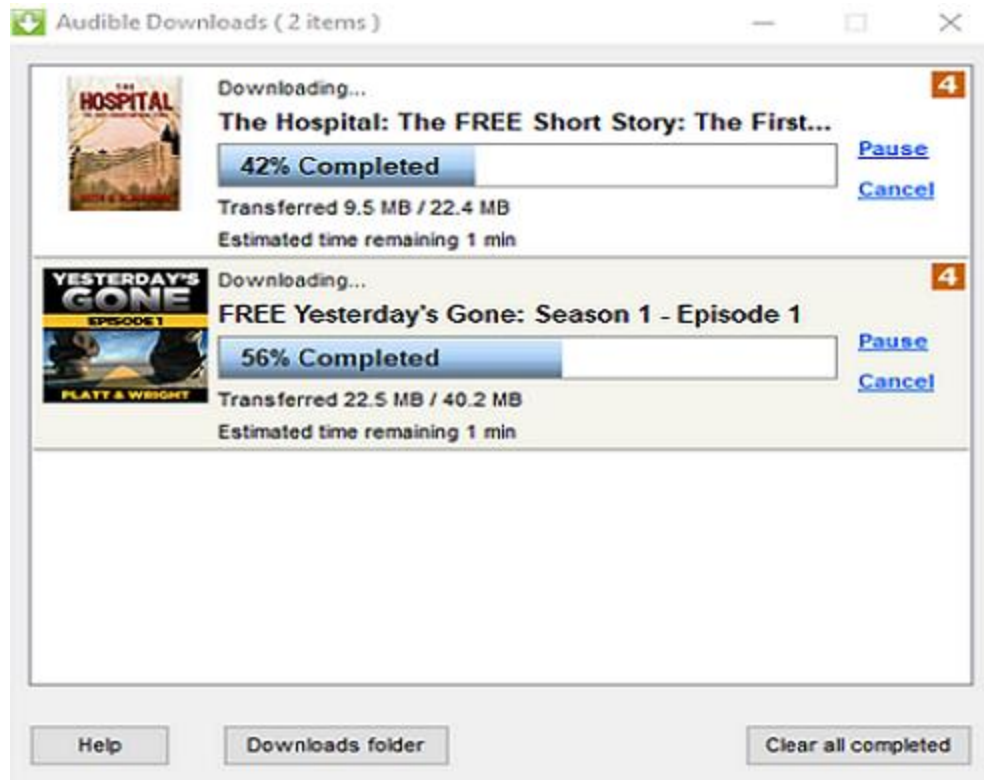 Audible Downloads ( 2 items )
THE
HOSPITAL
Downloading...
4
The Hospital: The FREE Short Story: The First...
42% Completed
Pause
Cancel
Transferred 9.5 MB / 22.4 MB
Estimated time remaining 1 min
YESTERDAY'S
GONE
EPISODE 1
PLATT & WRIGHT
Downloading...
4
FREE Yesterday's Gone: Season 1 - Episode 1
56% Completed
Pause
Cancel
Transferred 22.5 MB / 40.2 MB
Estimated time remaining 1 min
Help
Downloads folder
Clear all completed